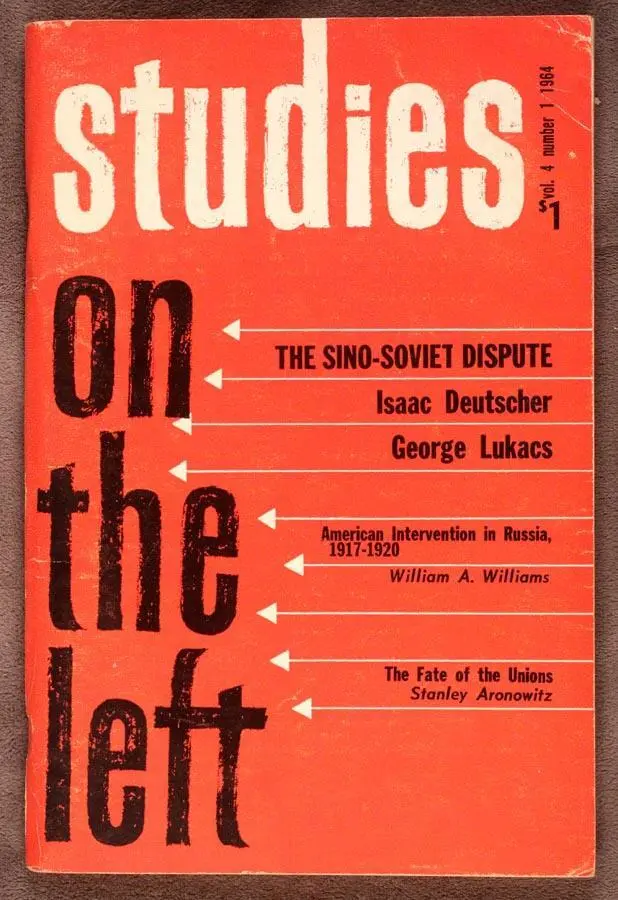 studies
vol. 4 number 1 1964
$1
on
the
left
THE SINO-SOVIET DISPUTE
Isaac Deutscher
George Lukacs
American Intervention in Russia,
1917-1920
William A. Williams
The Fate of the Unions
Stanley Aronowitz